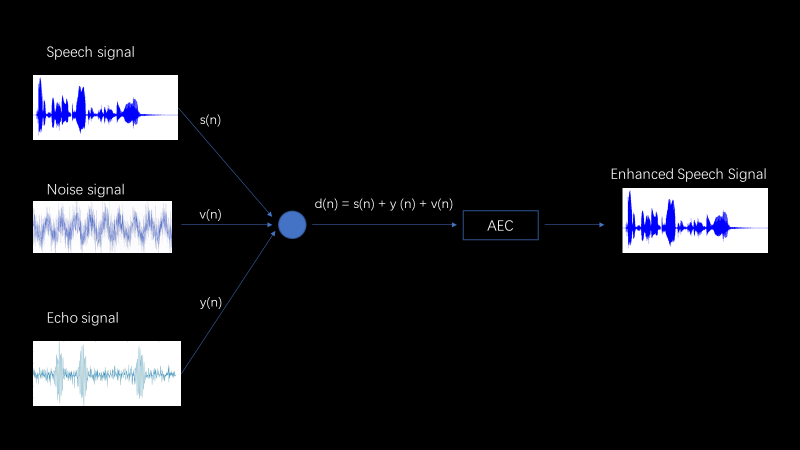 Speech signal
s(n)
Enhanced Speech Signal
Noise signal
v(n)
d(n) = s(n) + y (n) + v(n)
AEC
y(n)
Echo signal